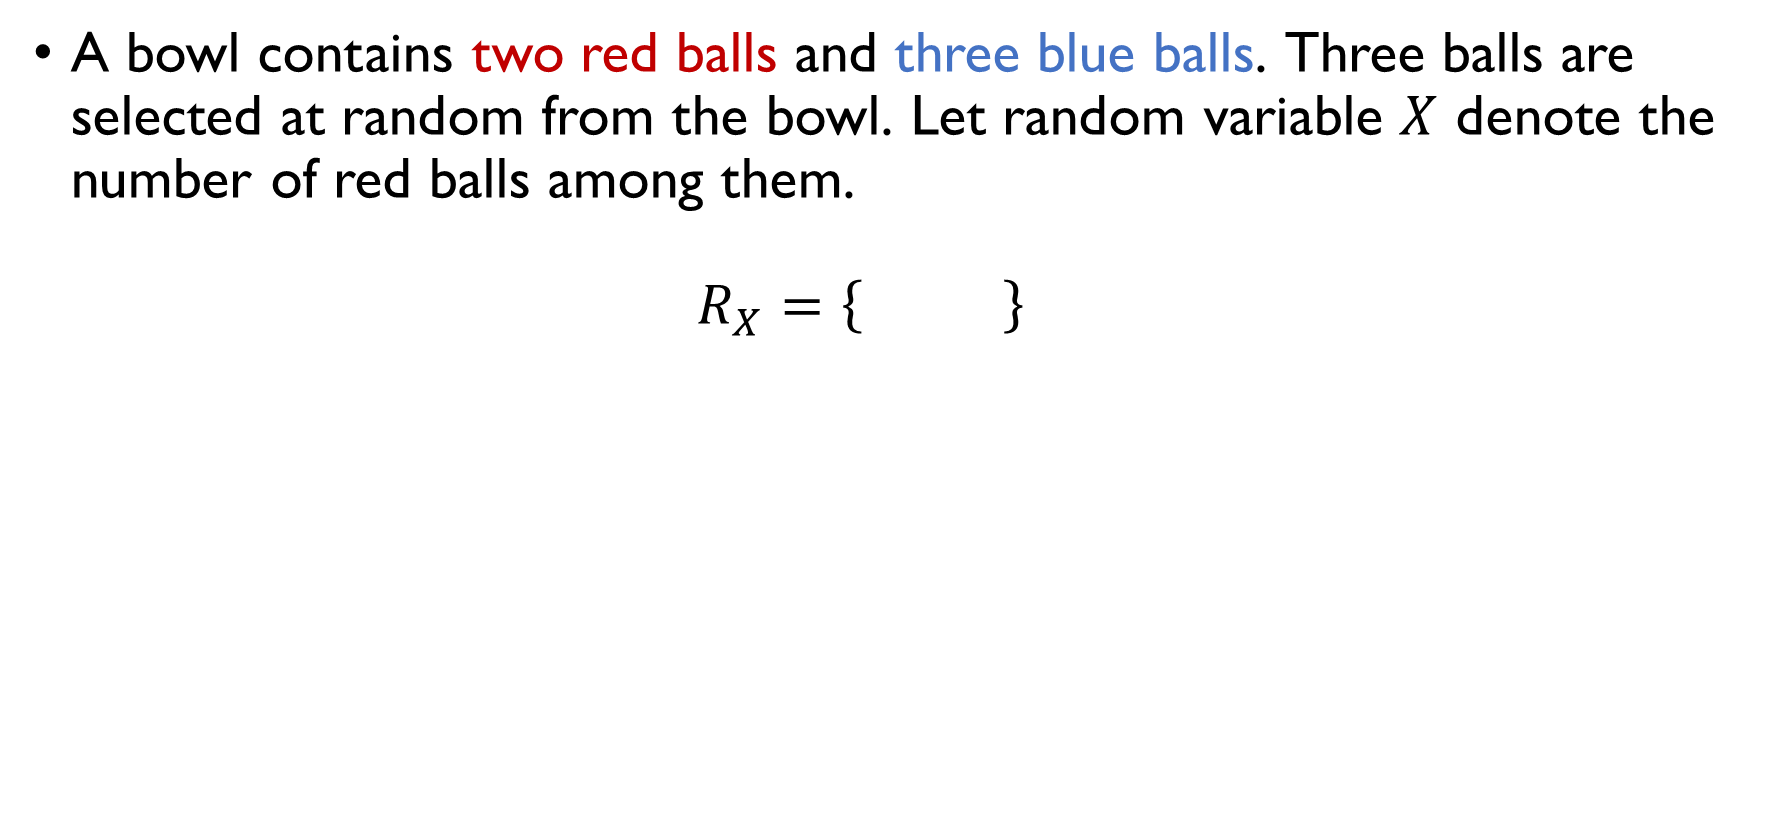 • A bowl contains two red balls and three blue balls. Three balls are
selected at random from the bowl. Let random variable X denote the
number of red balls among them.
R_X = {   }